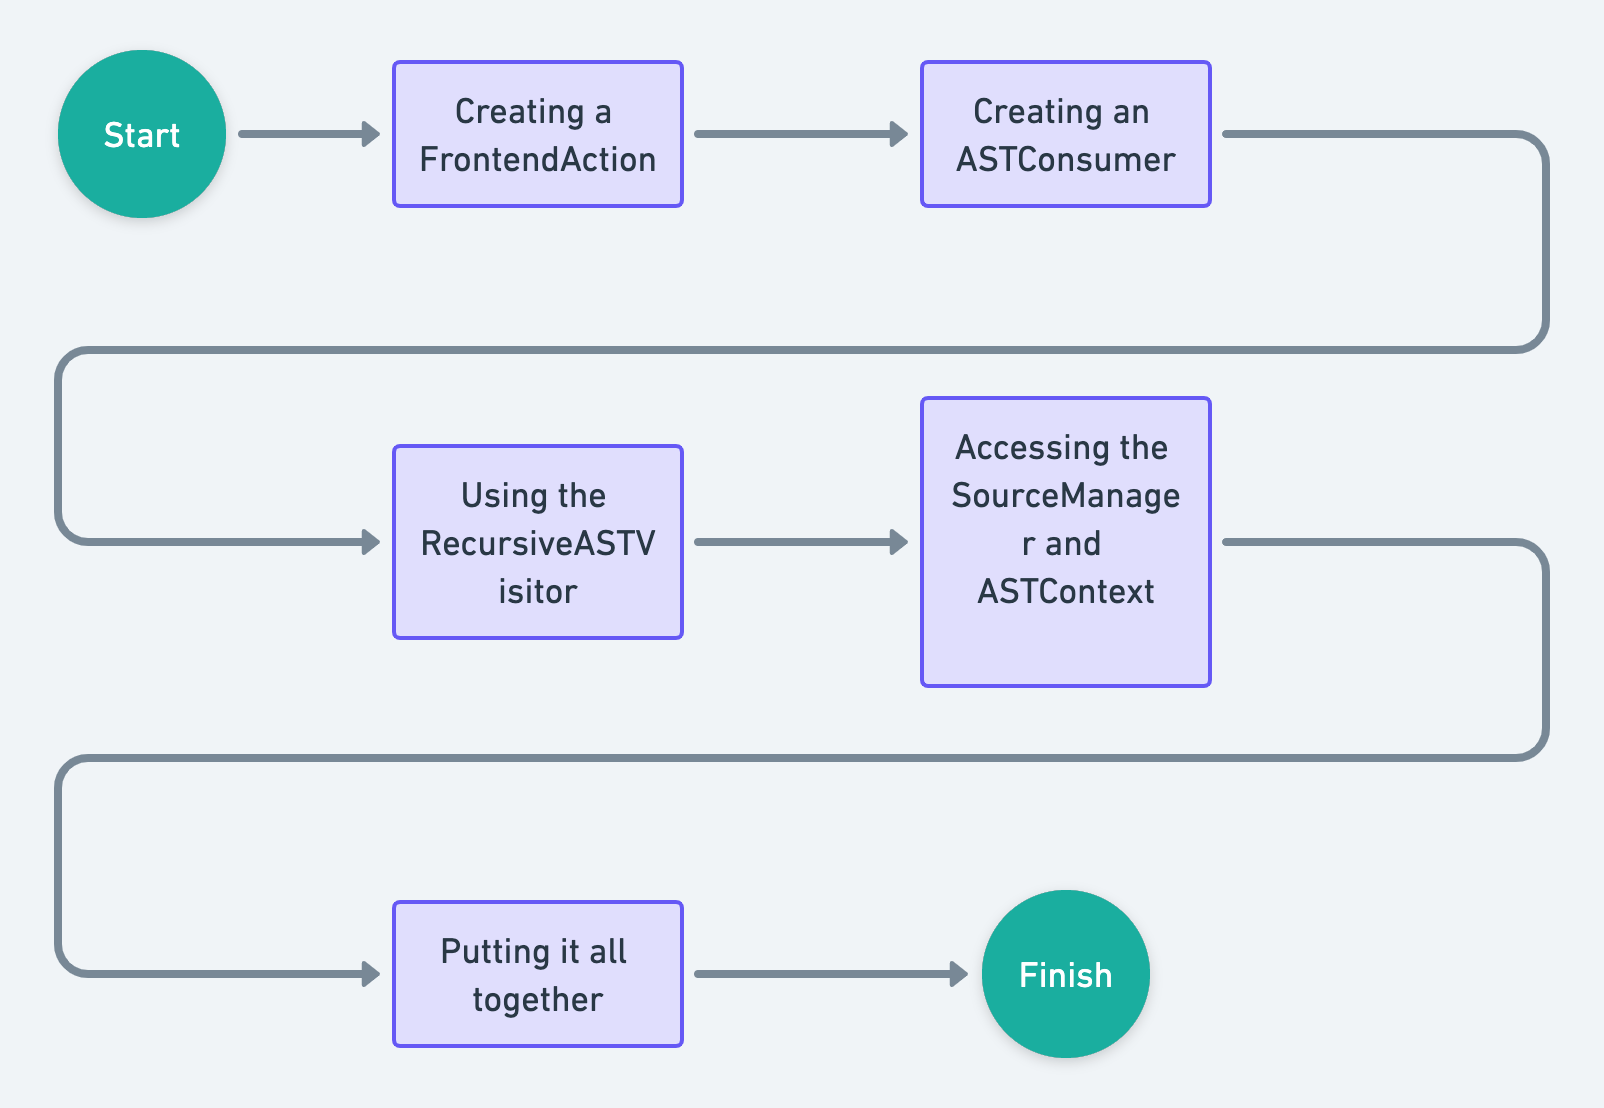 Start
Creating a
FrontendAction
Creating an
ASTConsumer
Using the
RecursiveASTV
isitor
Accessing the
SourceManage
r and
ASTContext
Putting it all
together
Finish